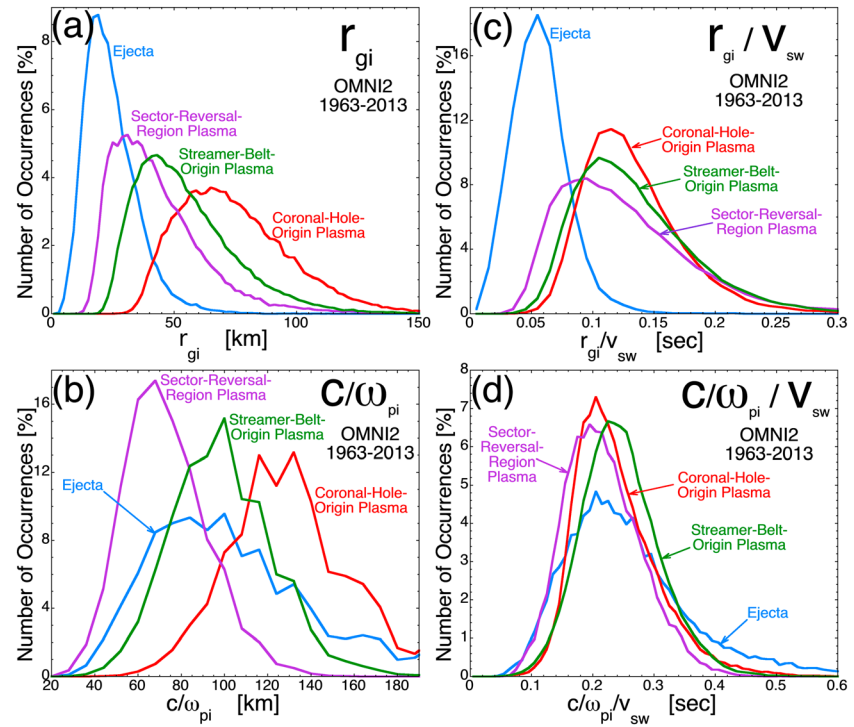 (a)
r_gi
OMNI2
1963-2013
Ejecta
Sector-Reversal-
Region Plasma
Streamer-Belt-
Origin Plasma
Coronal-Hole-
Origin Plasma
Number of Occurrences [%]
8
6
4
2
0
0 50 100 150
r_gi [km]
(c)
r_gi / v_sw
OMNI2
1963-2013
Ejecta
Coronal-Hole-
Origin Plasma
Streamer-Belt-
Origin Plasma
Sector-Reversal-
Region Plasma
Number of Occurrences [%]
16
12
8
4
0
0 0.05 0.1 0.15 0.2 0.25 0.3
r_gi/v_sw [sec]
(b)
c/ω_pi
OMNI2
1963-2013
Sector-Reversal-
Region Plasma
Streamer-Belt-
Origin Plasma
Ejecta
Coronal-Hole-
Origin Plasma
Number of Occurrences [%]
16
12
8
4
0
20 40 60 80 100 120 140 160 180
c/ω_pi [km]
(d)
c/ω_pi / v_sw
OMNI2
1963-2013
Sector-
Reversal-
Region
Plasma
Coronal-Hole-
Origin Plasma
Streamer-Belt-
Origin Plasma
Ejecta
Number of Occurrences [%]
8
7
6
5
4
3
2
1
0
0 0.1 0.2 0.3 0.4 0.5 0.6
c/ω_pi/v_sw [sec]